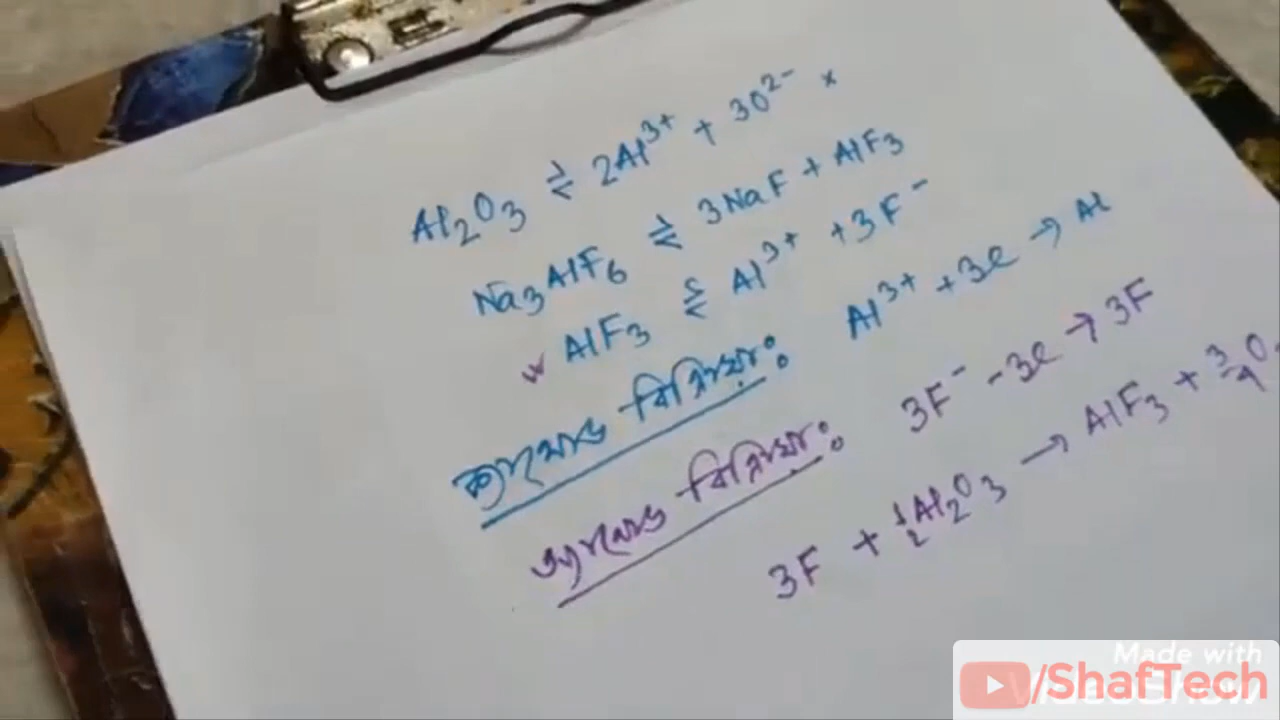 Al₂O₃ ⇌ 2Al³⁺ + 3O²⁻ ×
Na₃AlF₆ ⇌ 3NaF + AlF₃
AlF₃ ⇌ Al³⁺ + 3F⁻
ক্যাথোড বিক্রিয়া: Al³⁺ + 3e → Al
অ্যানোড বিক্রিয়া: 3F⁻ - 3e → 3F
3F + ½Al₂O₃ → AlF₃ + ¾O₂
Made with
/ShafTech